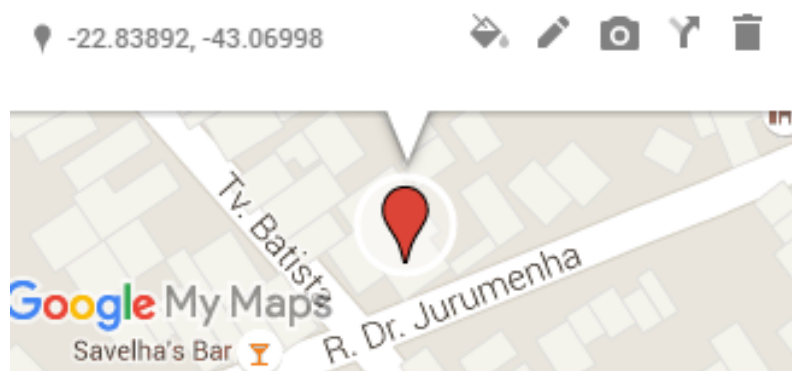 -22.83892, -43.06998
Tv. Batista
R. Dr. Jurumenha
Google My Maps
Savelha's Bar